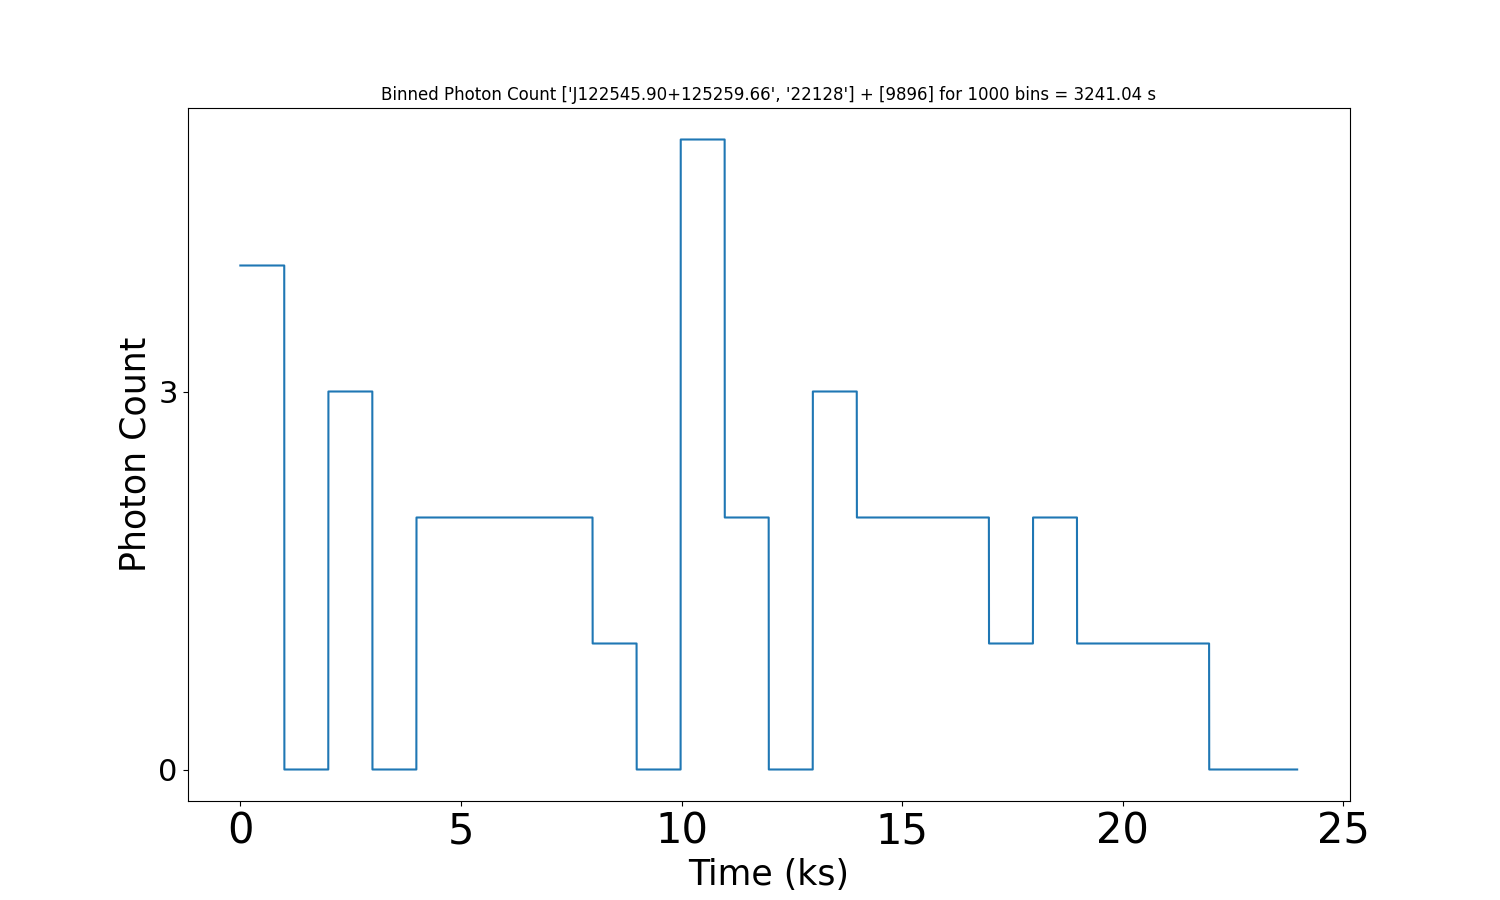 Binned Photon Count ['J122545.90+125259.66', '22128'] + [9896] for 1000 bins = 3241.04 s
Photon Count
3
0
0 5 10 15 20 25
Time (ks)